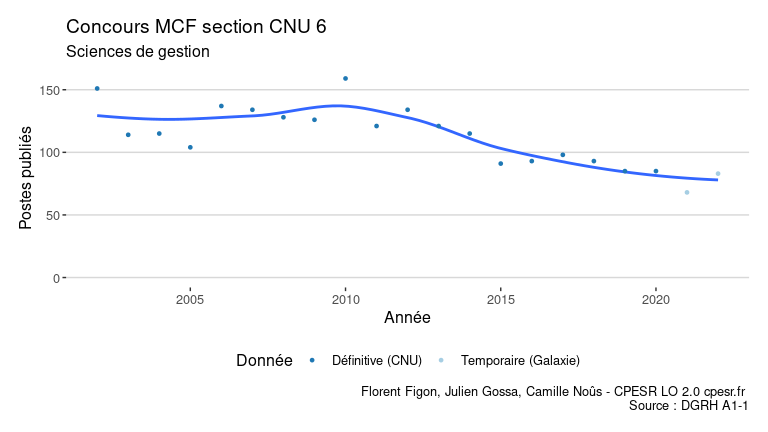 Concours MCF section CNU 6
Sciences de gestion
Postes publiés
150
100
50
0
2005
2010
2015
2020
Année
Donnée
Définitive (CNU)
Temporaire (Galaxie)
Florent Figon, Julien Gossa, Camille Noûs - CPESR LO 2.0 cpesr.fr
Source : DGRH A1-1